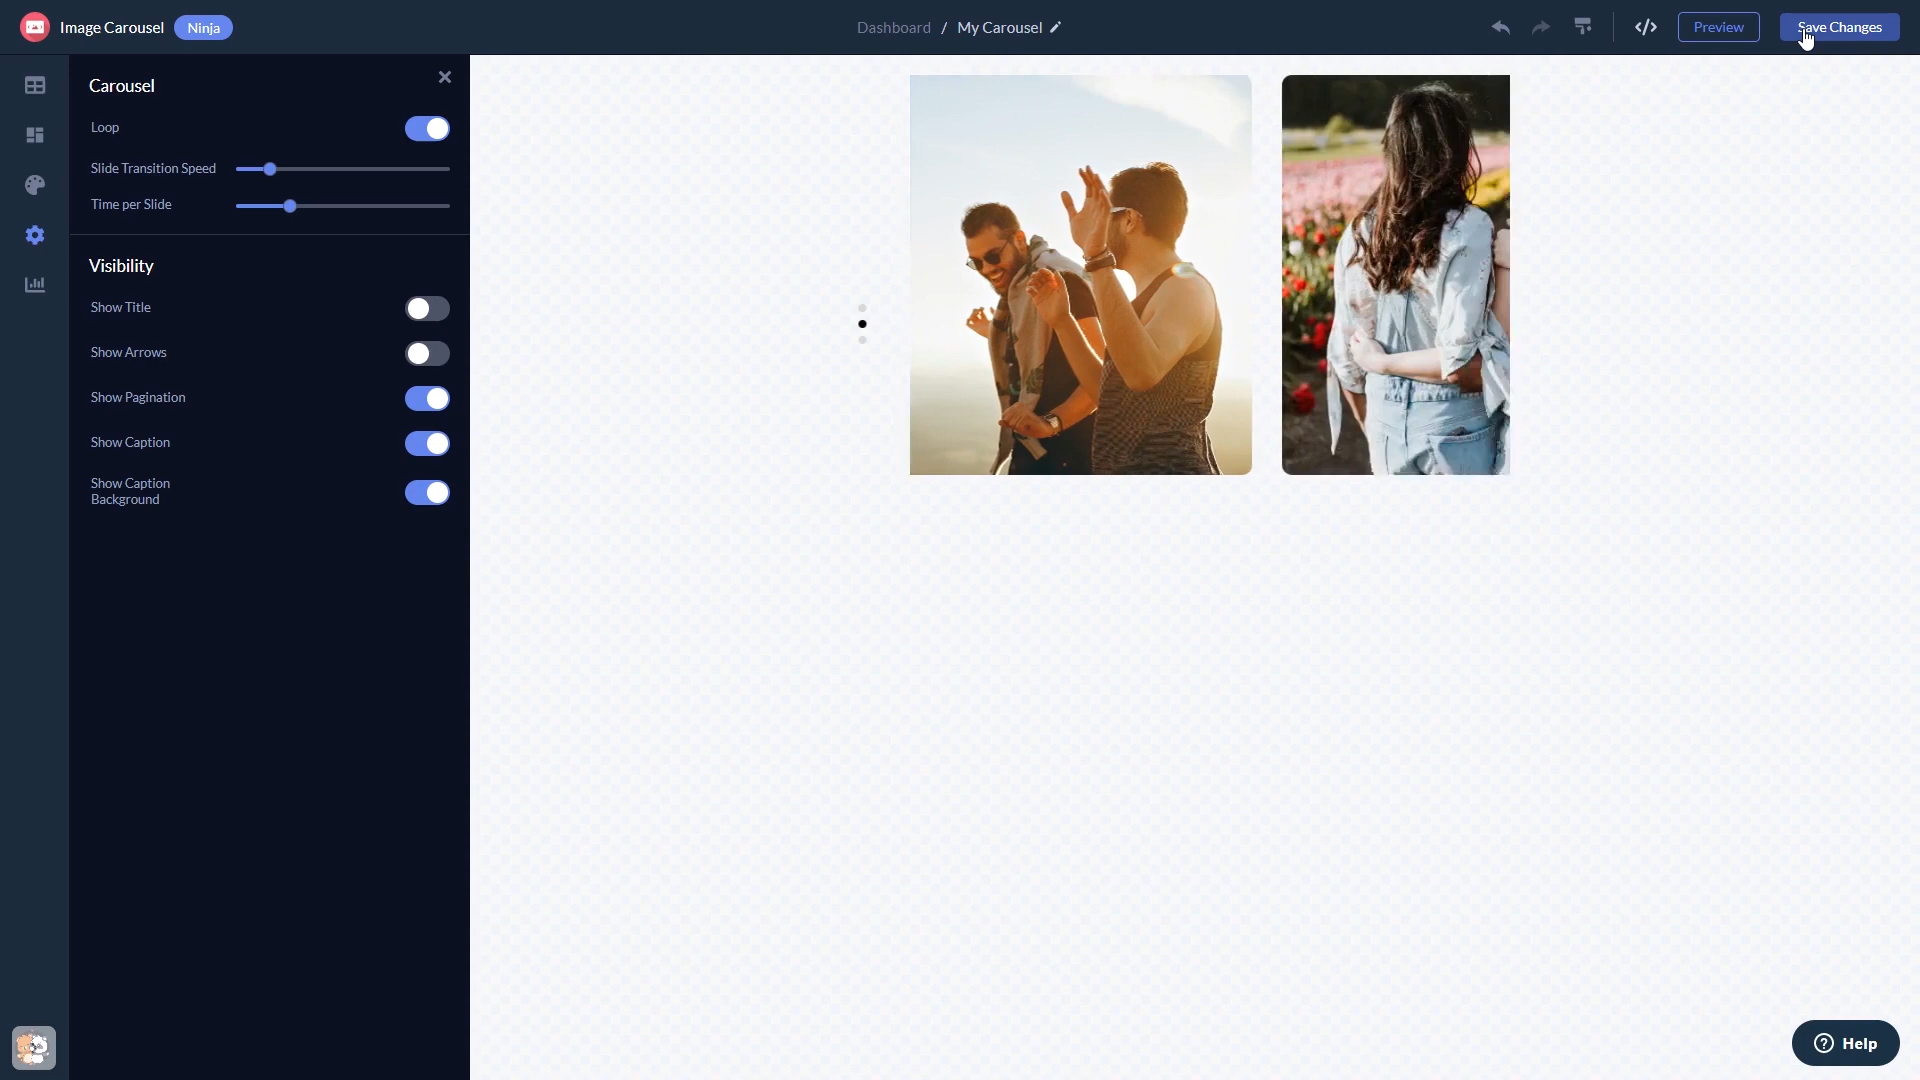 Image Carousel
Ninja
Dashboard / My Carousel
Preview
Save Changes
Carousel
Loop
Slide Transition Speed
Time per Slide
Visibility
Show Title
Show Arrows
Show Pagination
Show Caption
Show Caption
Background
Help